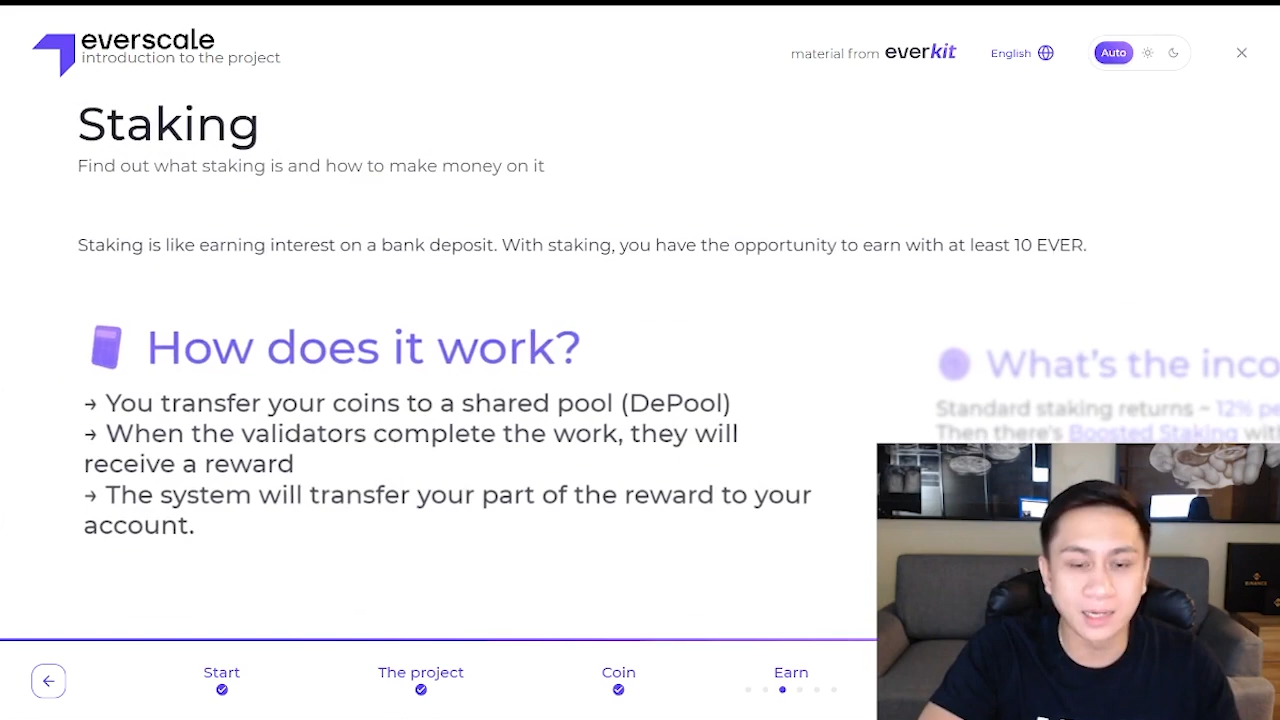 everscale
introduction to the project
material from everkit
English
Auto
Staking
Find out what staking is and how to make money on it
Staking is like earning interest on a bank deposit. With staking, you have the opportunity to earn with at least 10 EVER.
How does it work?
→ You transfer your coins to a shared pool (DePool)
→ When the validators complete the work, they will
receive a reward
→ The system will transfer your part of the reward to your
account.
What's the inco
Standard staking returns ~ 12% pe
Then there's Boosted Staking with
BINANCE
Start
The project
Coin
Earn